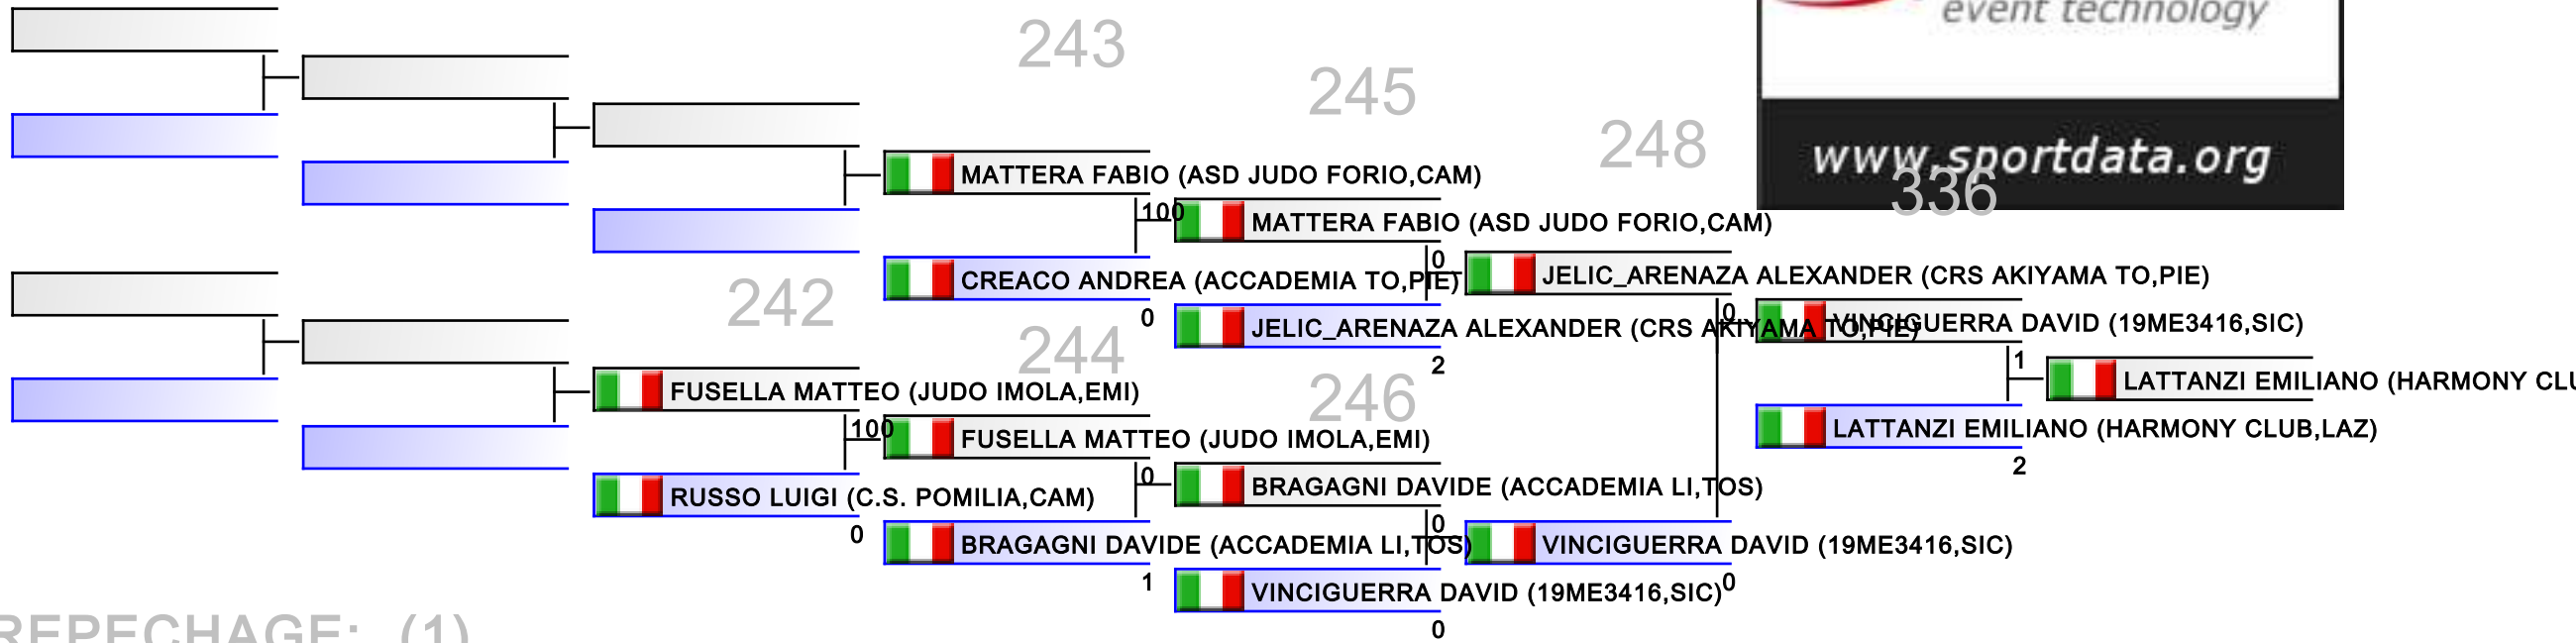 event technology
243
245
248
www.sportdata.org
336
MATTERA FABIO (ASD JUDO FORIO,CAM)
100
MATTERA FABIO (ASD JUDO FORIO,CAM)
0
CREACO ANDREA (ACCADEMIA TO,PIE)
0
JELIC_ARENAZA ALEXANDER (CRS AKIYAMA TO,PIE)
242
JELIC_ARENAZA ALEXANDER (CRS AKIYAMA TO,PIE)
2
0
VINCIGUERRA DAVID (19ME3416,SIC)
1
244
LATTANZI EMILIANO (HARMONY
FUSELLA MATTEO (JUDO IMOLA,EMI)
246
100
FUSELLA MATTEO (JUDO IMOLA,EMI)
LATTANZI EMILIANO (HARMONY CLUB,LAZ)
2
0
BRAGAGNI DAVIDE (ACCADEMIA LI,TOS)
RUSSO LUIGI (C.S. POMILIA,CAM)
0
0
BRAGAGNI DAVIDE (ACCADEMIA LI,TOS)
1
VINCIGUERRA DAVID (19ME3416,SIC)
0
VINCIGUERRA DAVID (19ME3416,SIC)
0
REPECHAGE: (1)